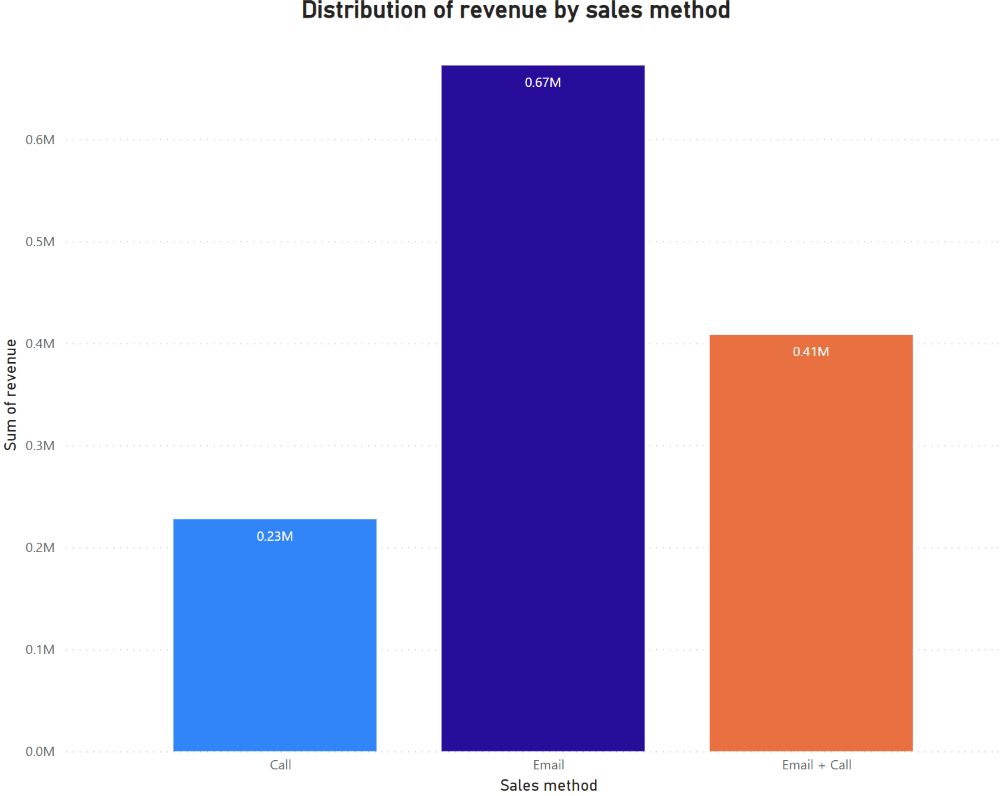 Distribution of revenue by sales method
0.67M
0.6M
0.5M
0.4M
0.41M
Sum of revenue
0.3M
0.23M
0.2M
0.1M
0.0M
Call
Email
Email + Call
Sales method